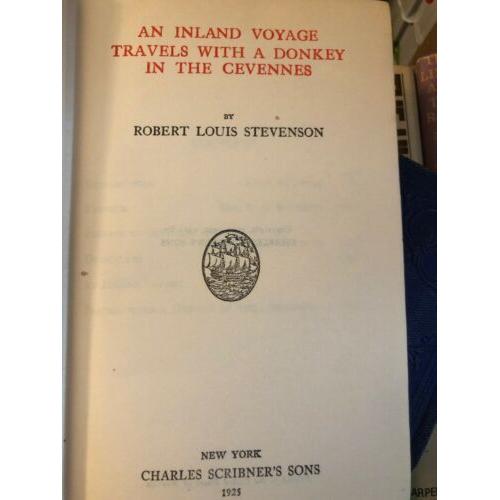 AN INLAND VOYAGE
TRAVELS WITH A DONKEY
IN THE CEVENNES
BY
ROBERT LOUIS STEVENSON
NEW YORK
CHARLES SCRIBNER'S SONS
1925
ARPER